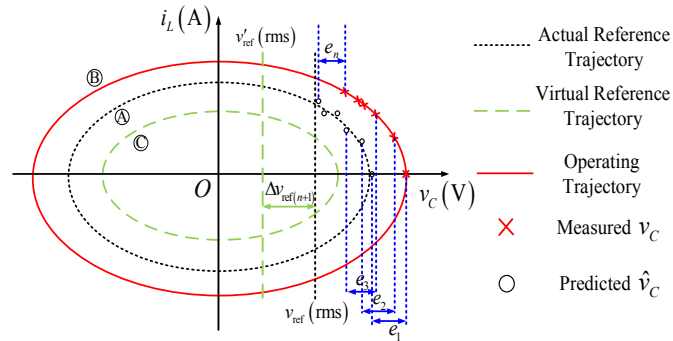 i_L (A)
v'_ref (rms)
e_n
B
A
C
O
Δv_ref(n+1)
v_C (V)
e_3
e_2
e_1
v_ref (rms)
Actual Reference
Trajectory
Virtual Reference
Trajectory
Operating
Trajectory
Measured v_C
Predicted v̂_C